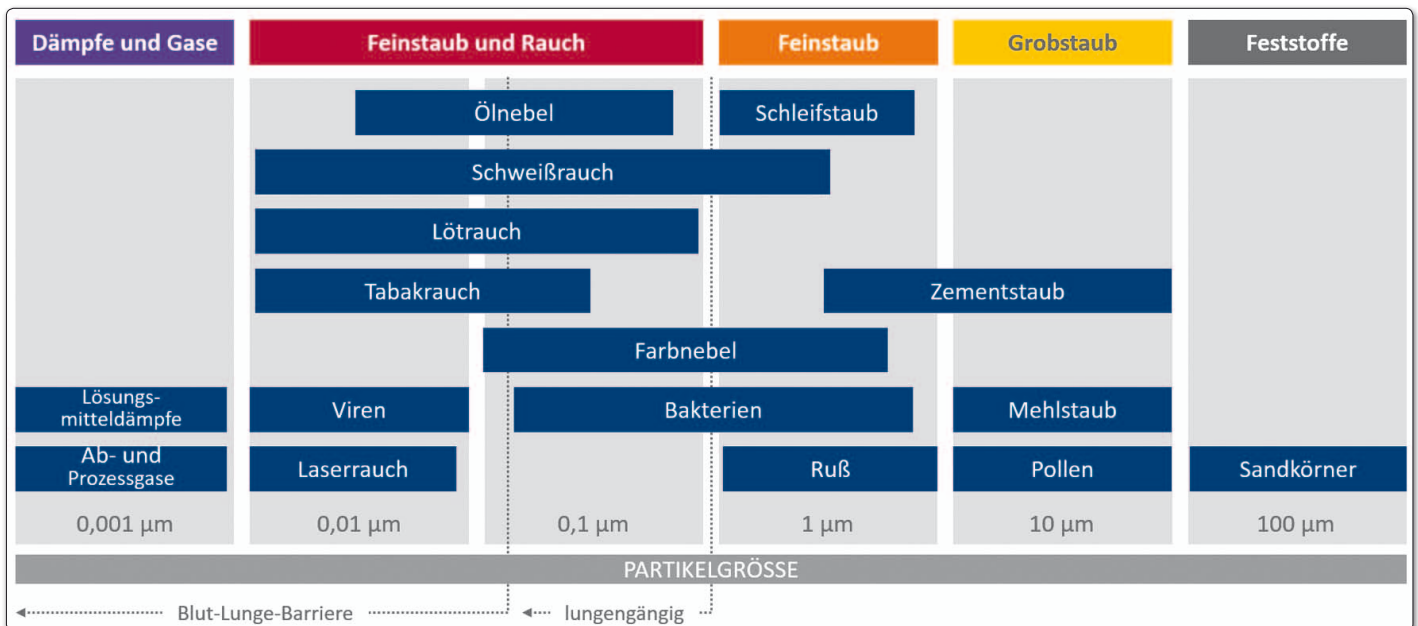 Dämpfe und Gase
Feinstaub und Rauch
Feinstaub
Grobstaub
Feststoffe
Ölnebel
Schleifstaub
Schweißrauch
Lötrauch
Tabakrauch
Zementstaub
Farbnebel
Lösungs-
mitteldämpfe
Viren
Bakterien
Mehlstaub
Ab- und
Prozessgase
Laserrauch
Ruß
Pollen
Sandkörner
0,001 µm
0,01 µm
0,1 µm
1 µm
10 µm
100 µm
PARTIKELGRÖSSE
Blut-Lunge-Barriere
lungengängig